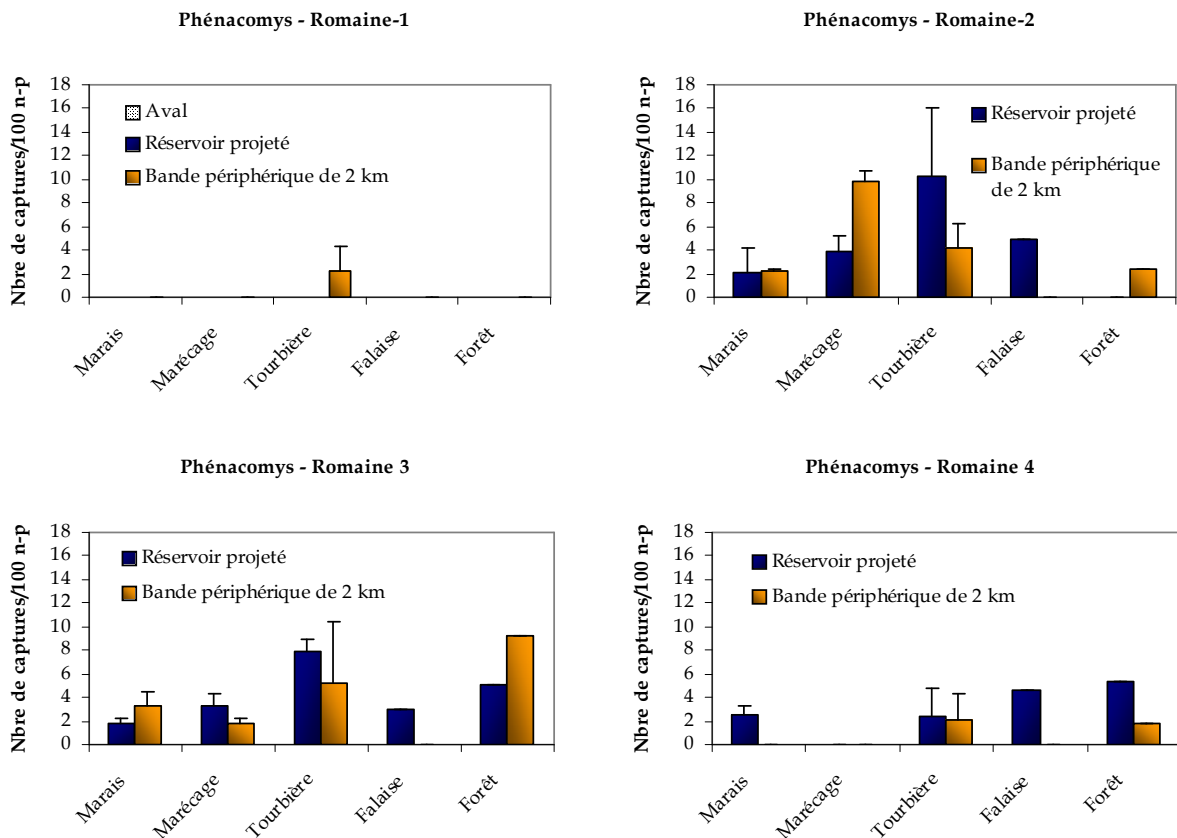 Phénacomys - Romaine-1
Nbre de captures/100 n-p
18
16
14
12
10
8
6
4
2
0
Aval
Réservoir projeté
Bande périphérique de 2 km
Marais
Marécage
Tourbière
Falaise
Forêt
Phénacomys - Romaine-2
Nbre de captures/100 n-p
18
16
14
12
10
8
6
4
2
0
Réservoir projeté
Bande périphérique
de 2 km
Marais
Marécage
Tourbière
Falaise
Forêt
Phénacomys - Romaine 3
Nbre de captures/100 n-p
18
16
14
12
10
8
6
4
2
0
Réservoir projeté
Bande périphérique de 2 km
Marais
Marécage
Tourbière
Falaise
Forêt
Phénacomys - Romaine 4
Nbre de captures/100 n-p
18
16
14
12
10
8
6
4
2
0
Réservoir projeté
Bande périphérique de 2 km
Marais
Marécage
Tourbière
Falaise
Forêt